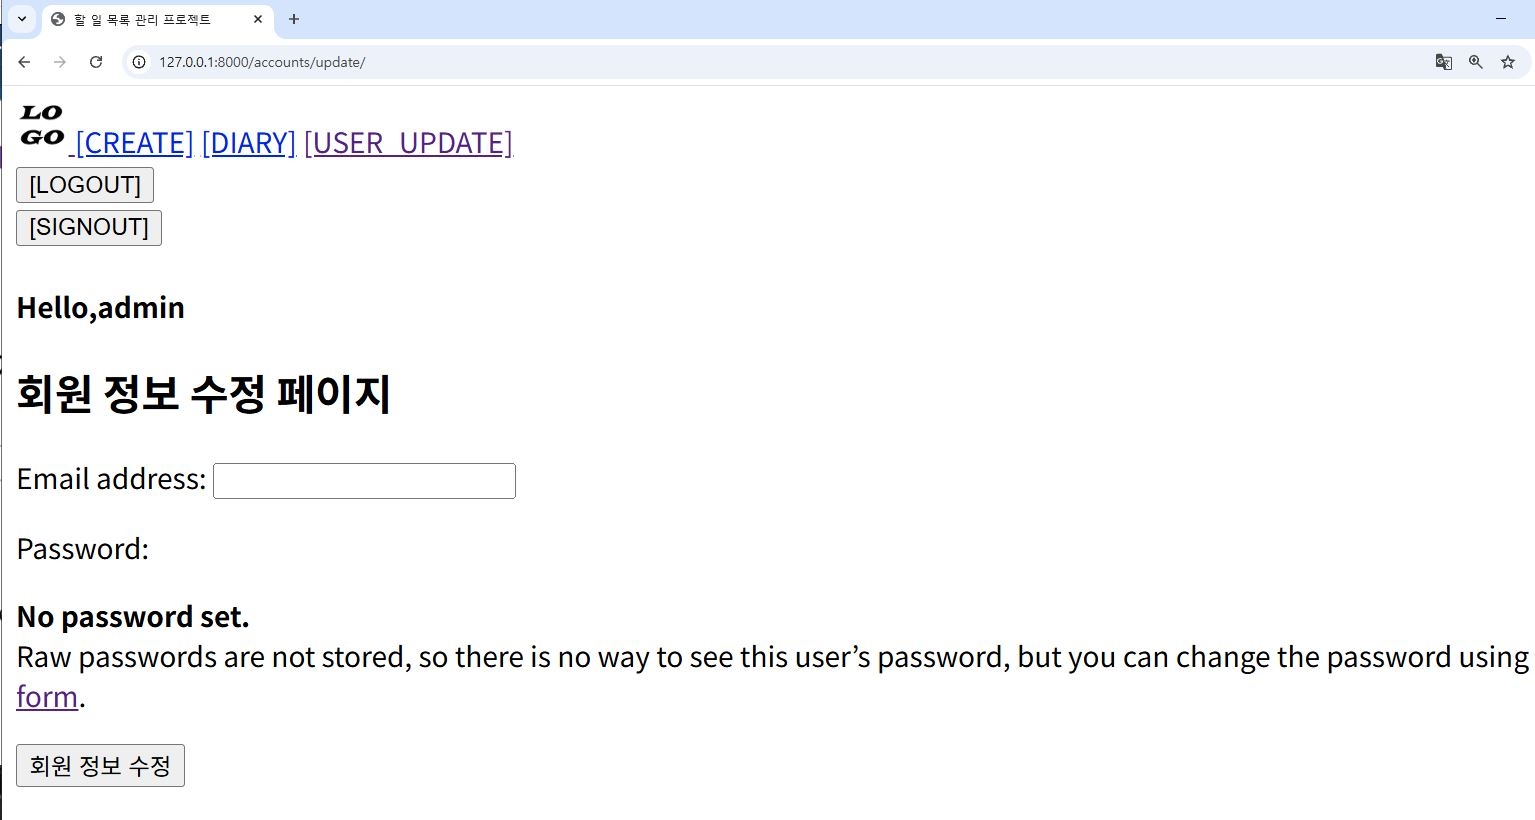 할 일 목록 관리 프로젝트
127.0.0.1:8000/accounts/update/
LO
GO [CREATE] [DIARY] [USER_UPDATE]
[LOGOUT]
[SIGNOUT]
Hello,admin
회원 정보 수정 페이지
Email address:
Password:
No password set.
Raw passwords are not stored, so there is no way to see this user’s password, but you can change the password using
form.
회원 정보 수정